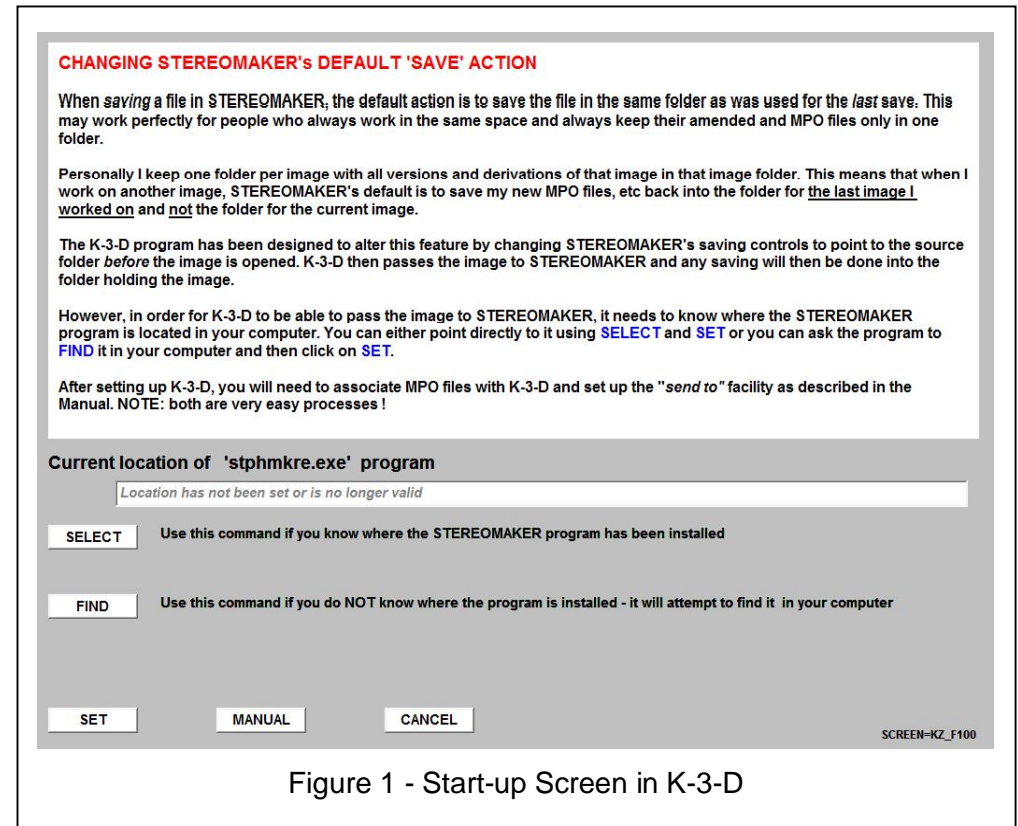 CHANGING STEREOMAKER's DEFAULT 'SAVE' ACTION
When saving a file in STEREOMAKER, the default action is to save the file in the same folder as was used for the last save. This
may work perfectly for people who always work in the same space and always keep their amended and MPO files only in one
folder.
Personally I keep one folder per image with all versions and derivations of that image in that image folder. This means that when I
work on another image, STEREOMAKER's default is to save my new MPO files, etc back into the folder for the last image I
worked on and not the folder for the current image.
The K-3-D program has been designed to alter this feature by changing STEREOMAKER's saving controls to point to the source
folder before the image is opened. K-3-D then passes the image to STEREOMAKER and any saving will then be done into the
folder holding the image.
However, in order for K-3-D to be able to pass the image to STEREOMAKER, it needs to know where the STEREOMAKER
program is located in your computer. You can either point directly to it using SELECT and SET or you can ask the program to
FIND it in your computer and then click on SET.
After setting up K-3-D, you will need to associate MPO files with K-3-D and set up the "send to" facility as described in the
Manual. NOTE: both are very easy processes !
Current location of 'stphmkre.exe' program
Location has not been set or is no longer valid
SELECT Use this command if you know where the STEREOMAKER program has been installed
FIND Use this command if you do NOT know where the program is installed - it will attempt to find it in your computer
SET MANUAL CANCEL
SCREEN=KZ_F100
Figure 1 - Start-up Screen in K-3-D